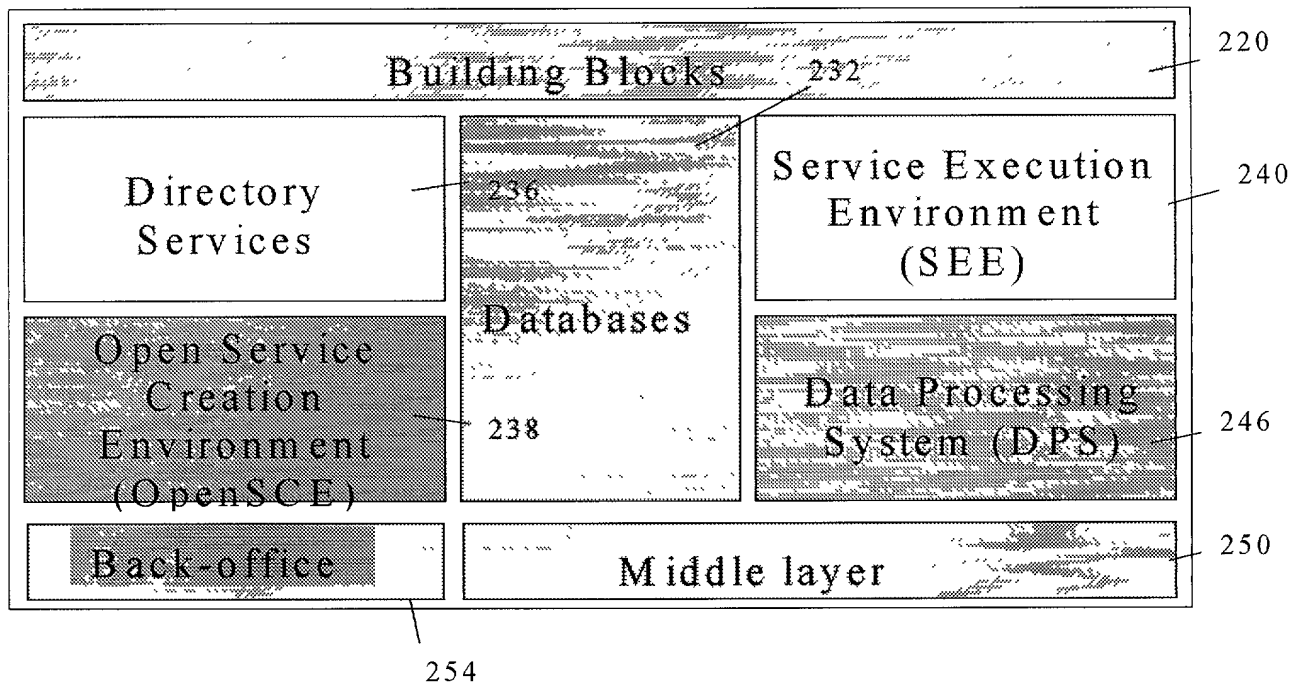 220
Building Blocks
232
Directory
Services
236
Service Execution
Environment
(SEE)
240
Databases
Open Service
Creation
Environment
(OpenSCE)
238
Data Processing
System (DPS)
246
Back-office
Middle layer
250
254